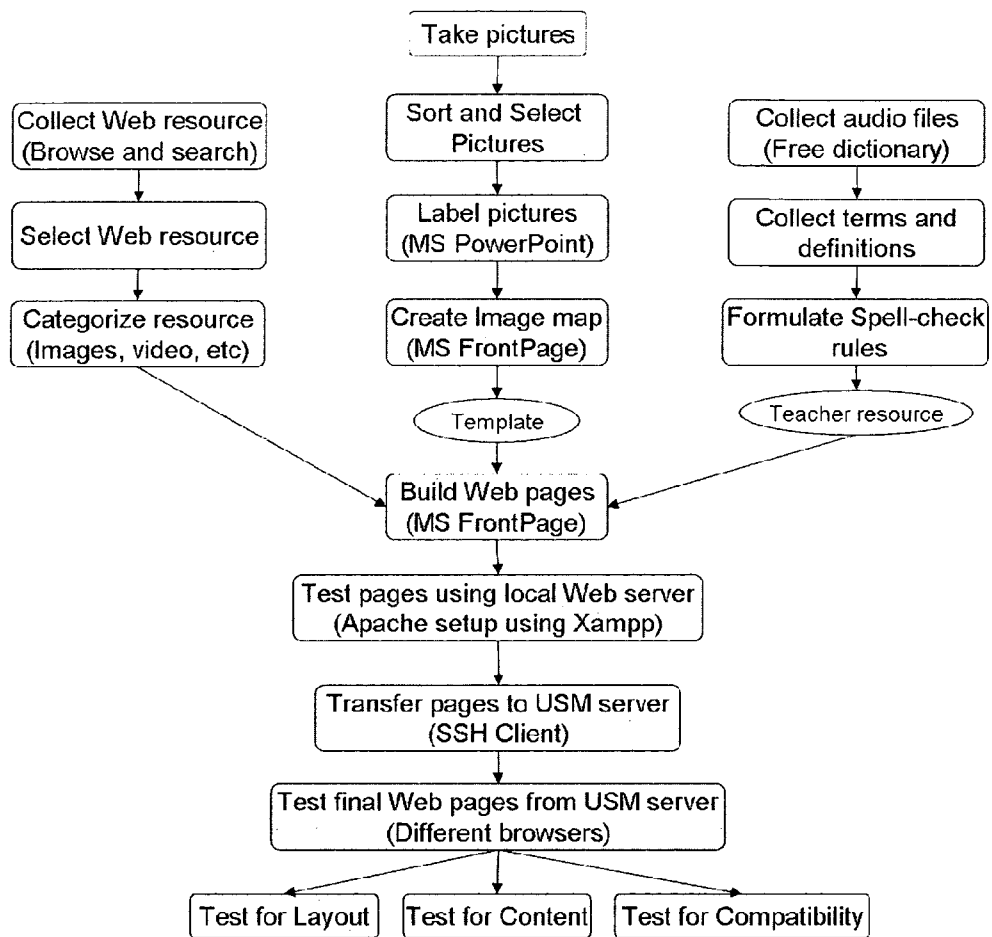 Take pictures
Collect Web resource
(Browse and search)
Sort and Select
Pictures
Collect audio files
(Free dictionary)
Select Web resource
Label pictures
(MS PowerPoint)
Collect terms and
definitions
Categorize resource
(Images, video, etc)
Create Image map
(MS FrontPage)
Formulate Spell-check
rules
Template
Teacher resource
Build Web pages
(MS FrontPage)
Test pages using local Web server
(Apache setup using Xampp)
Transfer pages to USM server
(SSH Client)
Test final Web pages from USM server
(Different browsers)
Test for Layout
Test for Content
Test for Compatibility